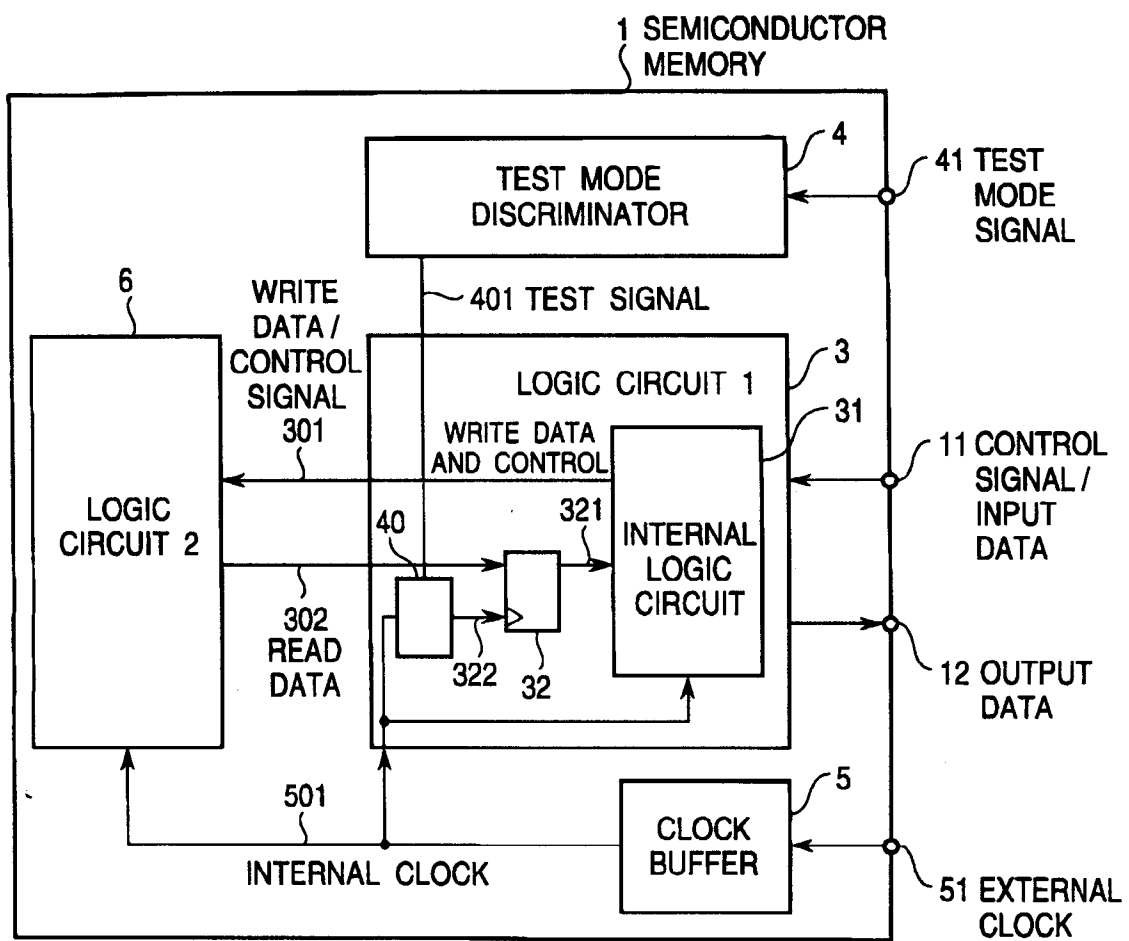 1 SEMICONDUCTOR
MEMORY
4
TEST MODE
DISCRIMINATOR
41 TEST
MODE
SIGNAL
6
WRITE
DATA /
CONTROL
SIGNAL
301
401 TEST SIGNAL
3
LOGIC CIRCUIT 1
31
WRITE DATA
AND CONTROL
11 CONTROL
SIGNAL /
INPUT
DATA
LOGIC
CIRCUIT 2
40
321
INTERNAL
LOGIC
CIRCUIT
302
READ
DATA
322
32
12 OUTPUT
DATA
501
INTERNAL CLOCK
5
CLOCK
BUFFER
51 EXTERNAL
CLOCK